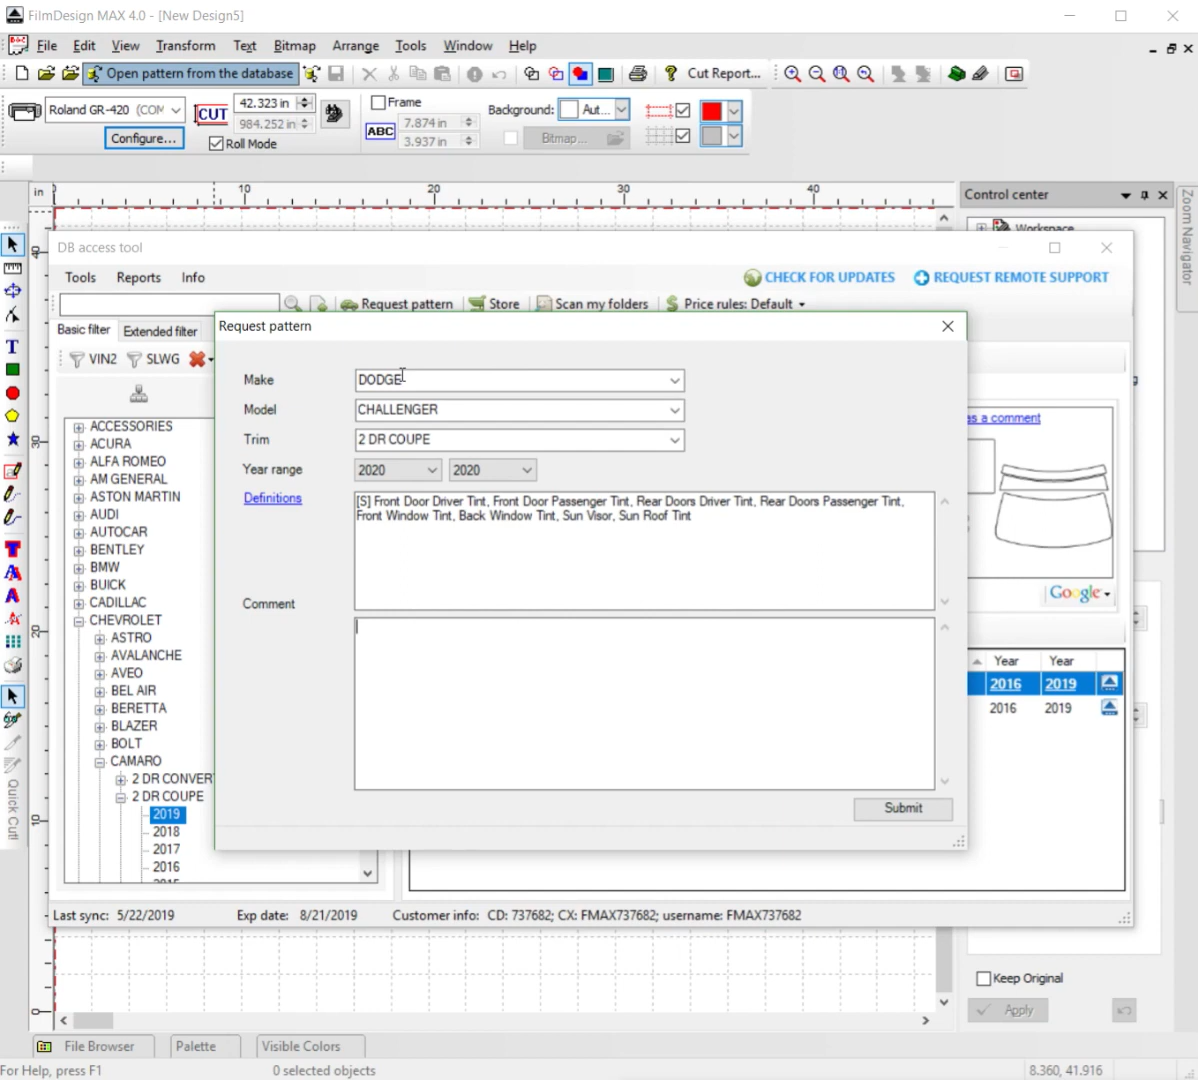 FilmDesign MAX 4.0 - [New Design5]
File Edit View Transform Text Bitmap Arrange Tools Window Help
Open pattern from the database Cut Report...
Roland GR-420 (COM CUT 42.323 in Frame Background: Aut...
984.252 in ABC 7.874 in
Configure... Roll Mode 3.937 in Bitmap...
in 10 20 30 40 Control center
Workspace
Zoom Navigator
40
30
20
10
0
Quick Cut!
DB access tool
Tools Reports Info CHECK FOR UPDATES REQUEST REMOTE SUPPORT
Request pattern Store Scan my folders Price rules: Default
Basic filter Extended filter
VIN2 SLWG
ACCESSORIES
ACURA
ALFA ROMEO
AM GENERAL
ASTON MARTIN
AUDI
AUTOCAR
BENTLEY
BMW
BUICK
CADILLAC
CHEVROLET
ASTRO
AVALANCHE
AVEO
BEL AIR
BERETTA
BLAZER
BOLT
CAMARO
2 DR CONVER
2 DR COUPE
2019
2018
2017
2016
Request pattern
Make DODGE
Model CHALLENGER
Trim 2 DR COUPE
Year range 2020 2020
Definitions [S] Front Door Driver Tint, Front Door Passenger Tint, Rear Doors Driver Tint, Rear Doors Passenger Tint,
Front Window Tint, Back Window Tint, Sun Visor, Sun Roof Tint
Comment
Submit
as a comment
Google
Year Year
2016 2019
2016 2019
Last sync: 5/22/2019 Exp date: 8/21/2019 Customer info: CD: 737682; CX: FMAX737682; username: FMAX737682
Keep Original
Apply
File Browser Palette Visible Colors
For Help, press F1 0 selected objects 8.360, 41.916